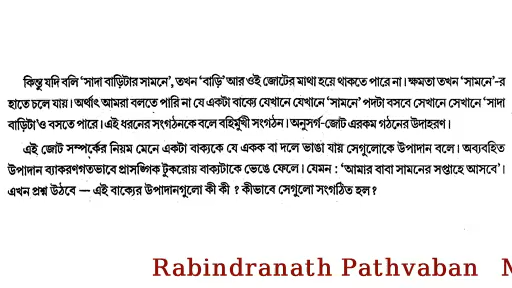 কিন্তু যদি বলি ‘সাদা বাড়িটার সামনে’, তখন ‘বাড়ি’ আর ওই জোটের মাথা হয়ে থাকতে পারে না। ক্ষমতা তখন ‘সামনে’-র
হাতে চলে যায়। অর্থাৎ আমরা বলতে পারি না যে একটা বাক্যে যেখানে যেখানে ‘সামনে’ পদটা বসবে সেখানে সেখানে ‘সাদা
বাড়িটা’ও বসতে পারে। এই ধরনের সংগঠনকে বলে বহির্মুখী সংগঠন। অনুসর্গ-জোট এরকম গঠনের উদাহরণ।
এই জোট সম্পর্কের নিয়ম মেনে একটা বাক্যকে যে একক বা দলে ভাঙা যায় সেগুলোকে উপাদান বলে। অব্যবহিত
উপাদান ব্যাকরণগতভাবে প্রাসঙ্গিক টুকরোয় বাক্যটাকে ভেঙে ফেলে। যেমন : ‘আমার বাবা সামনের সপ্তাহে আসবে’।
এখন প্রশ্ন উঠবে — এই বাক্যের উপাদানগুলো কী কী ? কীভাবে সেগুলো সংগঠিত হল ?
Rabindranath Pathvaban M